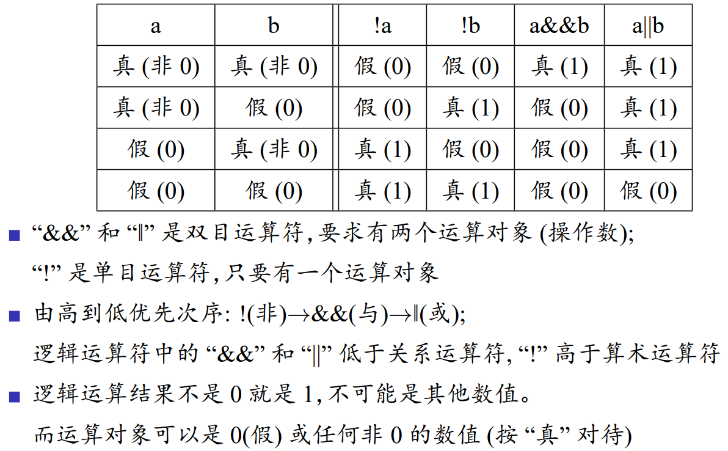 a b !a !b a&&b a||b
真 (非 0) 真 (非 0) 假 (0) 假 (0) 真 (1) 真 (1)
真 (非 0) 假 (0) 假 (0) 真 (1) 假 (0) 真 (1)
假 (0) 真 (非 0) 真 (1) 假 (0) 假 (0) 真 (1)
假 (0) 假 (0) 真 (1) 真 (1) 假 (0) 假 (0)
“&&” 和 “||” 是双目运算符,要求有两个运算对象 (操作数);
“!” 是单目运算符,只要有一个运算对象
由高到低优先次序: !(非)→&&(与)→||(或);
逻辑运算符中的 “&&” 和 “||” 低于关系运算符, “!” 高于算术运算符
逻辑运算结果不是 0 就是 1,不可能是其他数值。
而运算对象可以是 0(假) 或任何非 0 的数值 (按 “真” 对待)